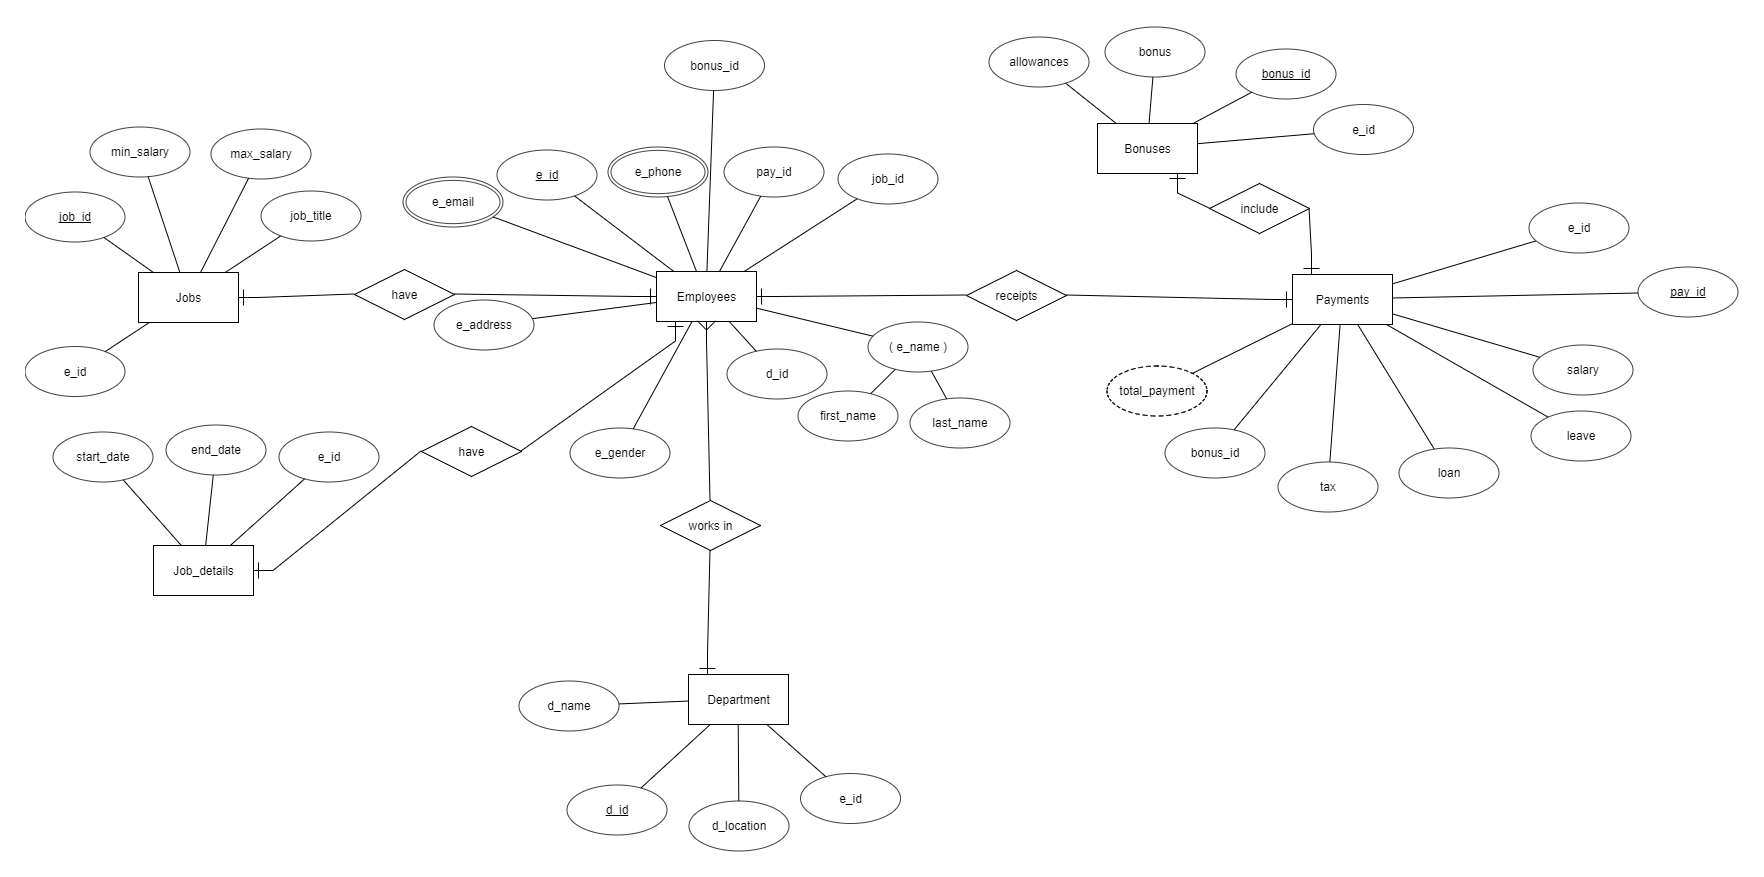 bonus_id
allowances
bonus
bonus_id
e_id
Bonuses
min_salary
max_salary
job_id
job_title
Jobs
e_id
have
e_email
e_id
e_phone
pay_id
job_id
Employees
e_address
( e_name )
first_name
last_name
d_id
e_gender
receipts
include
Payments
e_id
pay_id
salary
leave
loan
tax
bonus_id
total_payment
start_date
end_date
e_id
have
Job_details
works in
Department
d_name
d_id
d_location
e_id